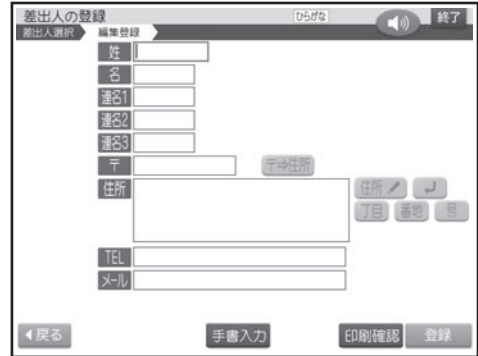 差出人の登録 ひらがな 終了
差出人選択 編集登録
姓
名
連名1
連名2
連名3
〒 〒⇒住所
住所 住所
丁目 番地 号
TEL
メール
戻る 手書入力 印刷確認 登録